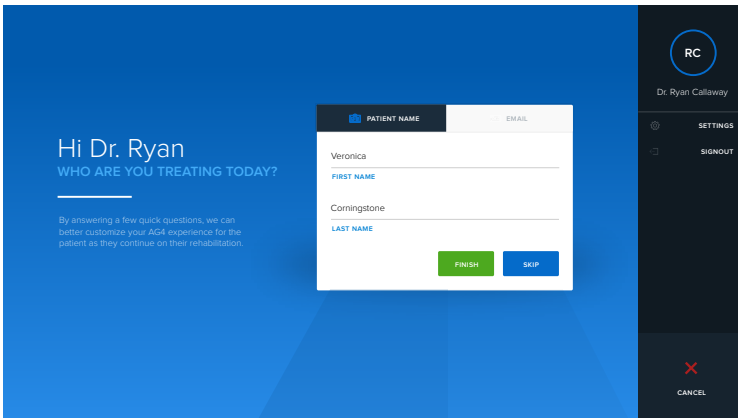 Hi Dr. Ryan
WHO ARE YOU TREATING TODAY?
By answering a few quick questions, we can
better customize your AG4 experience for the
patient as they continue on their rehabilitation.
PATIENT NAME
EMAIL
Veronica
FIRST NAME
Corningstone
LAST NAME
FINISH
SKIP
RC
Dr. Ryan Callaway
SETTINGS
SIGNOUT
CANCEL